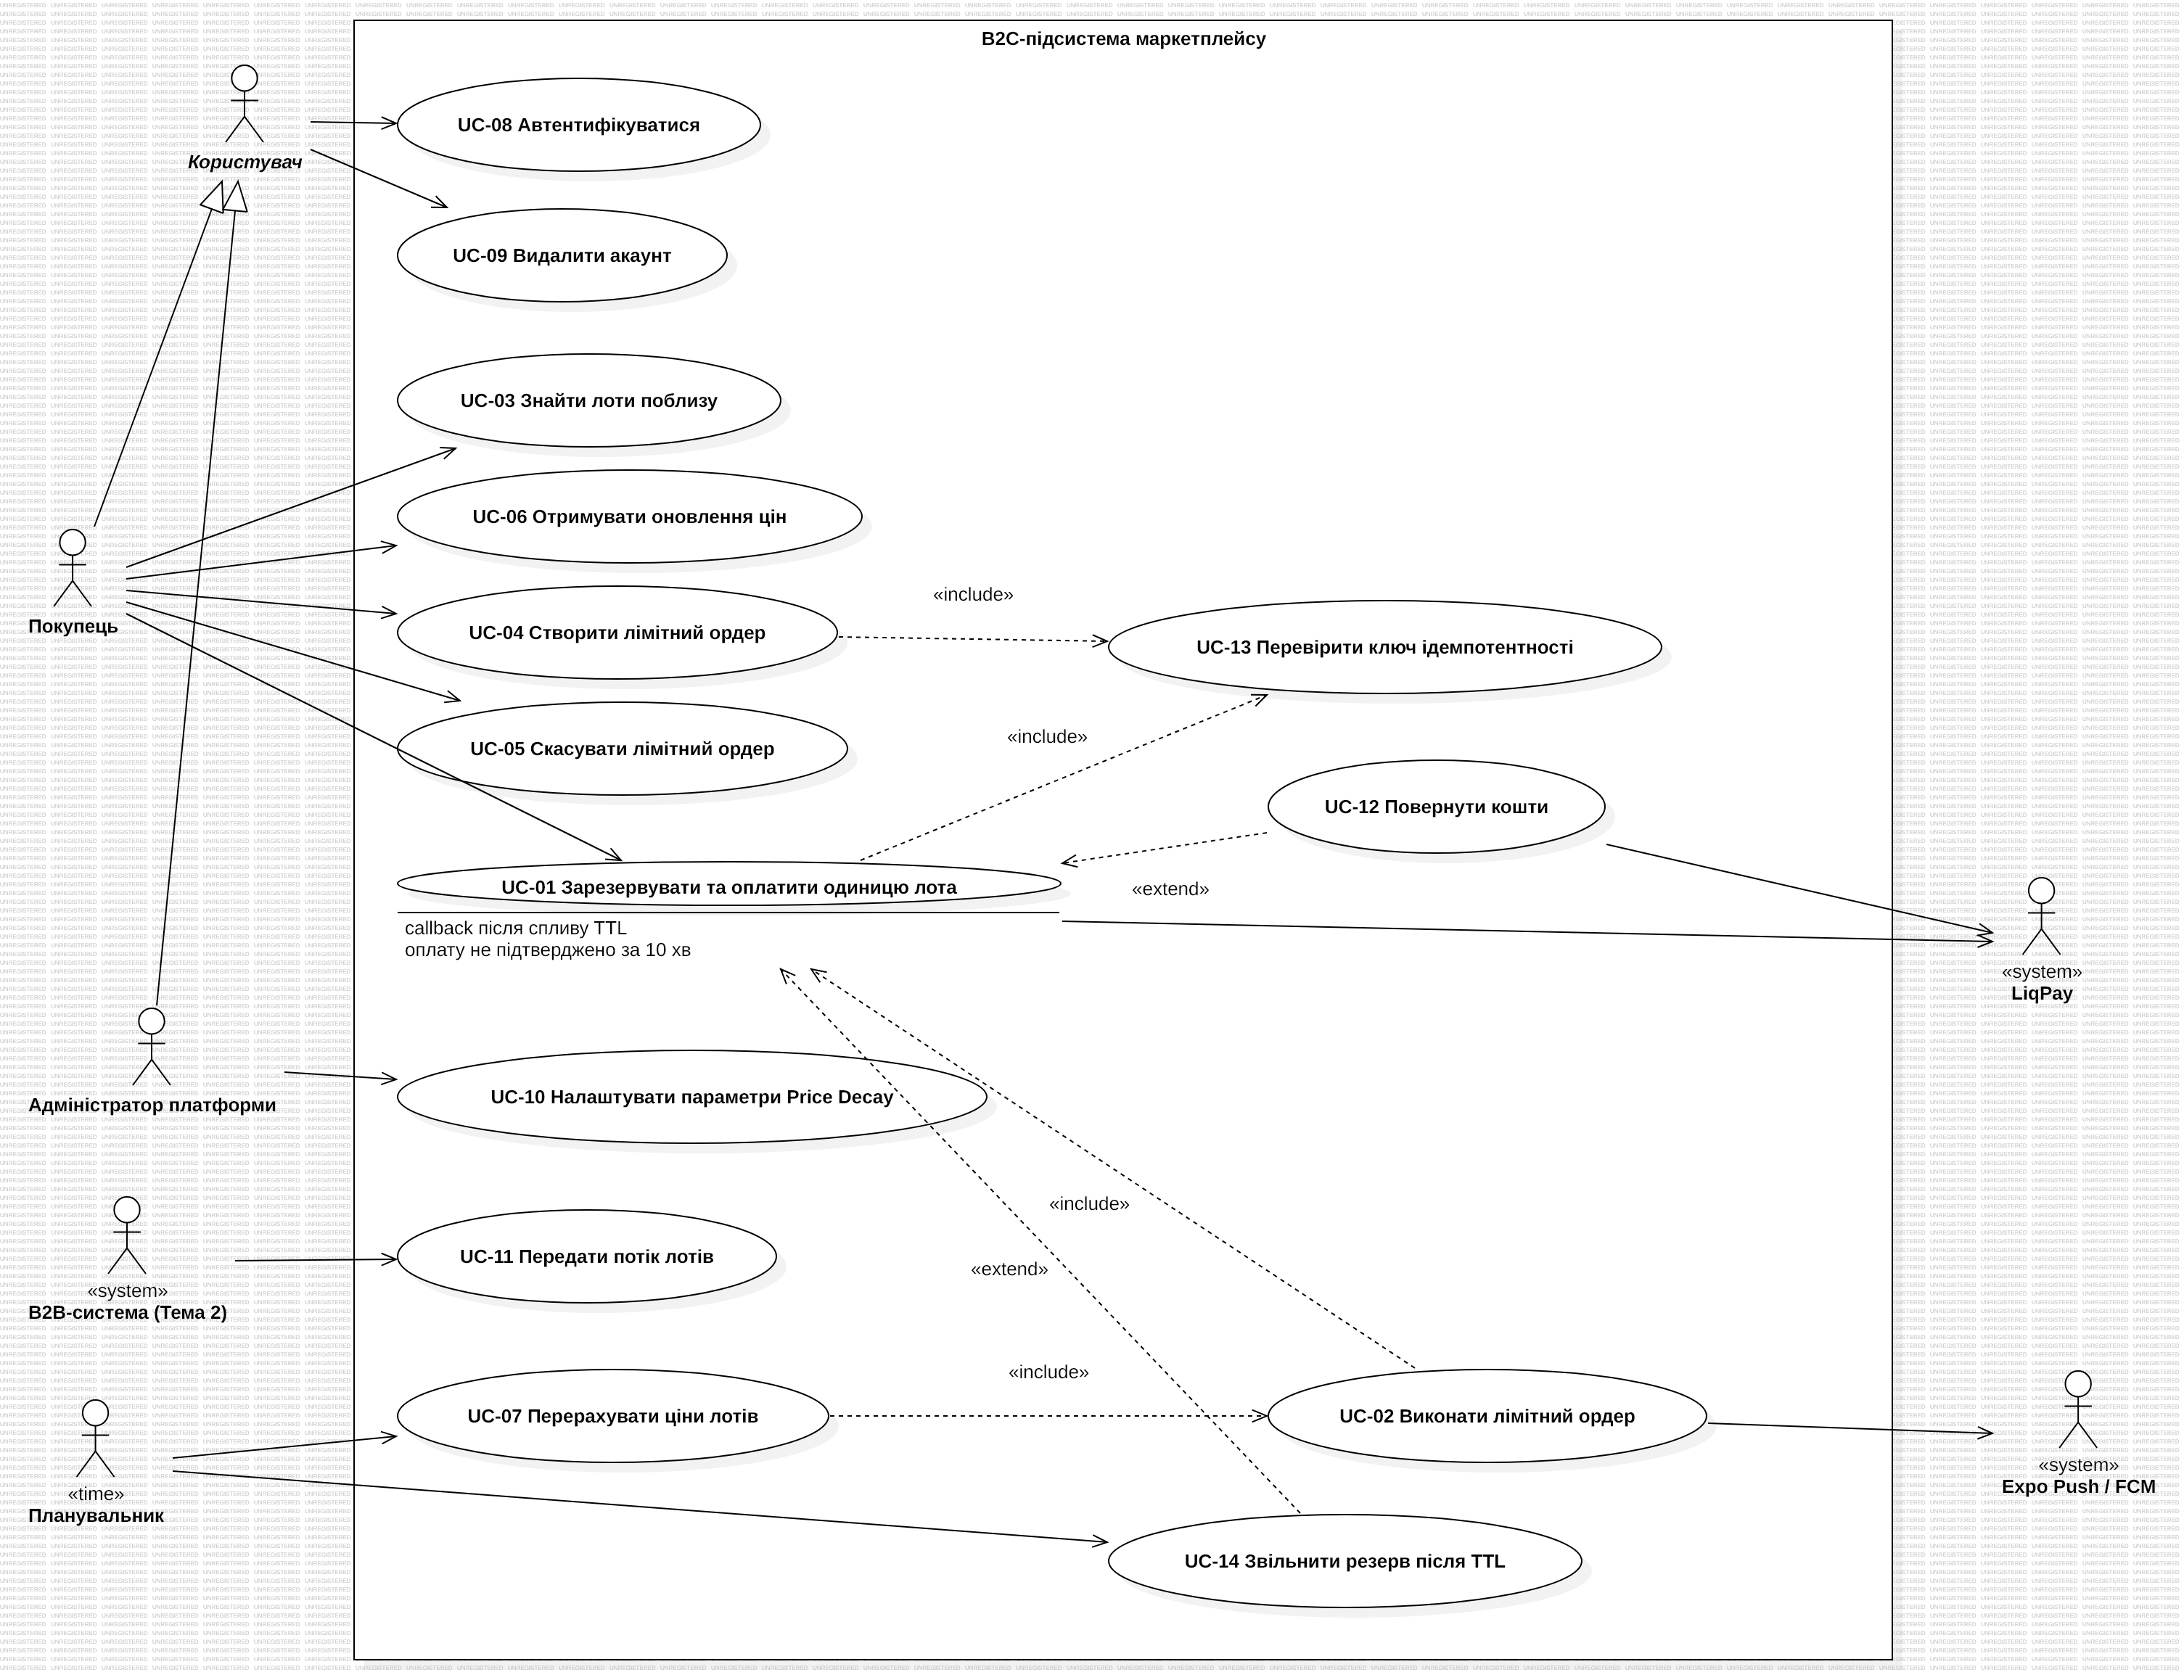 B2C-підсистема маркетплейсу
UC-08 Автентифікуватися
Користувач
UC-09 Видалити акаунт
UC-03 Знайти лоти поблизу
UC-06 Отримувати оновлення цін
«include»
Покупець
UC-04 Створити лімітний ордер
UC-13 Перевірити ключ ідемпотентності
«include»
UC-05 Скасувати лімітний ордер
UC-12 Повернути кошти
UC-01 Зарезервувати та оплатити одиницю лота
«extend»
callback після спливу TTL
оплату не підтверджено за 10 хв
«system»
LiqPay
UC-10 Налаштувати параметри Price Decay
Адміністратор платформи
«include»
UC-11 Передати потік лотів
«extend»
«system»
B2B-система (Тема 2)
«include»
UC-07 Перерахувати ціни лотів
UC-02 Виконати лімітний ордер
«system»
Expo Push / FCM
«time»
Планувальник
UC-14 Звільнити резерв після TTL
UNREGISTERED